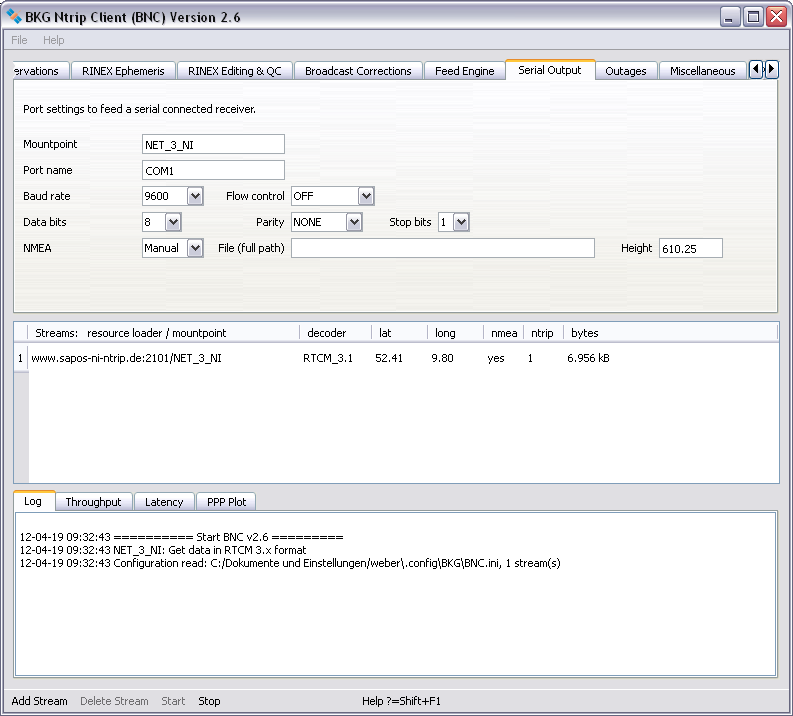 BKG Ntrip Client (BNC) Version 2.6
File Help
ervations RINEX Ephemeris RINEX Editing & QC Broadcast Corrections Feed Engine Serial Output Outages Miscellaneous
Port settings to feed a serial connected receiver.
Mountpoint NET_3_NI
Port name COM1
Baud rate 9600 Flow control OFF
Data bits 8 Parity NONE Stop bits 1
NMEA Manual File (full path) Height 610.25
Streams: resource loader / mountpoint decoder lat long nmea ntrip bytes
1 www.sapos-ni-ntrip.de:2101/NET_3_NI RTCM_3.1 52.41 9.80 yes 1 6.956 kB
Log Throughput Latency PPP Plot
12-04-19 09:32:43 ========== Start BNC v2.6 =========
12-04-19 09:32:43 NET_3_NI: Get data in RTCM 3.x format
12-04-19 09:32:43 Configuration read: C:/Dokumente und Einstellungen/weber\.config\BKG\BNC.ini, 1 stream(s)
Add Stream Delete Stream Start Stop Help ?=Shift+F1